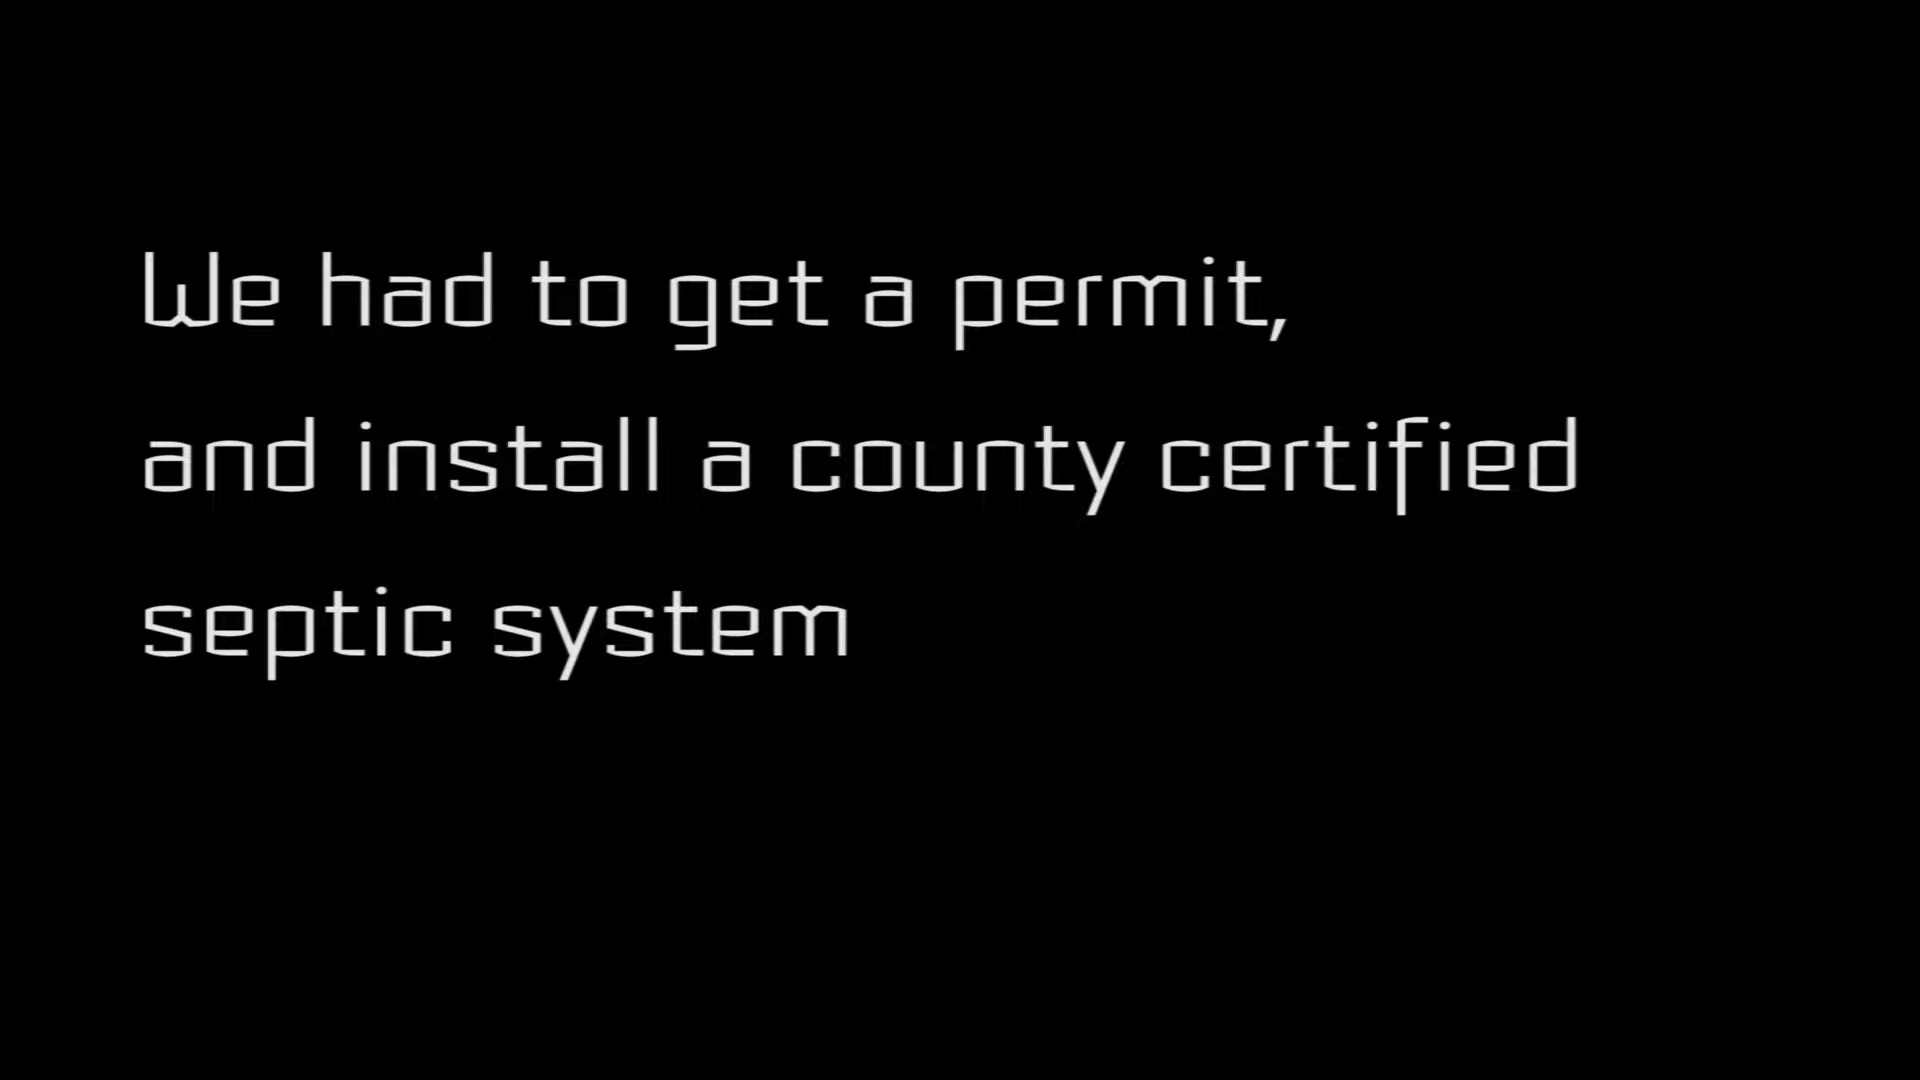 We had to get a permit,
and install a county certified
septic system